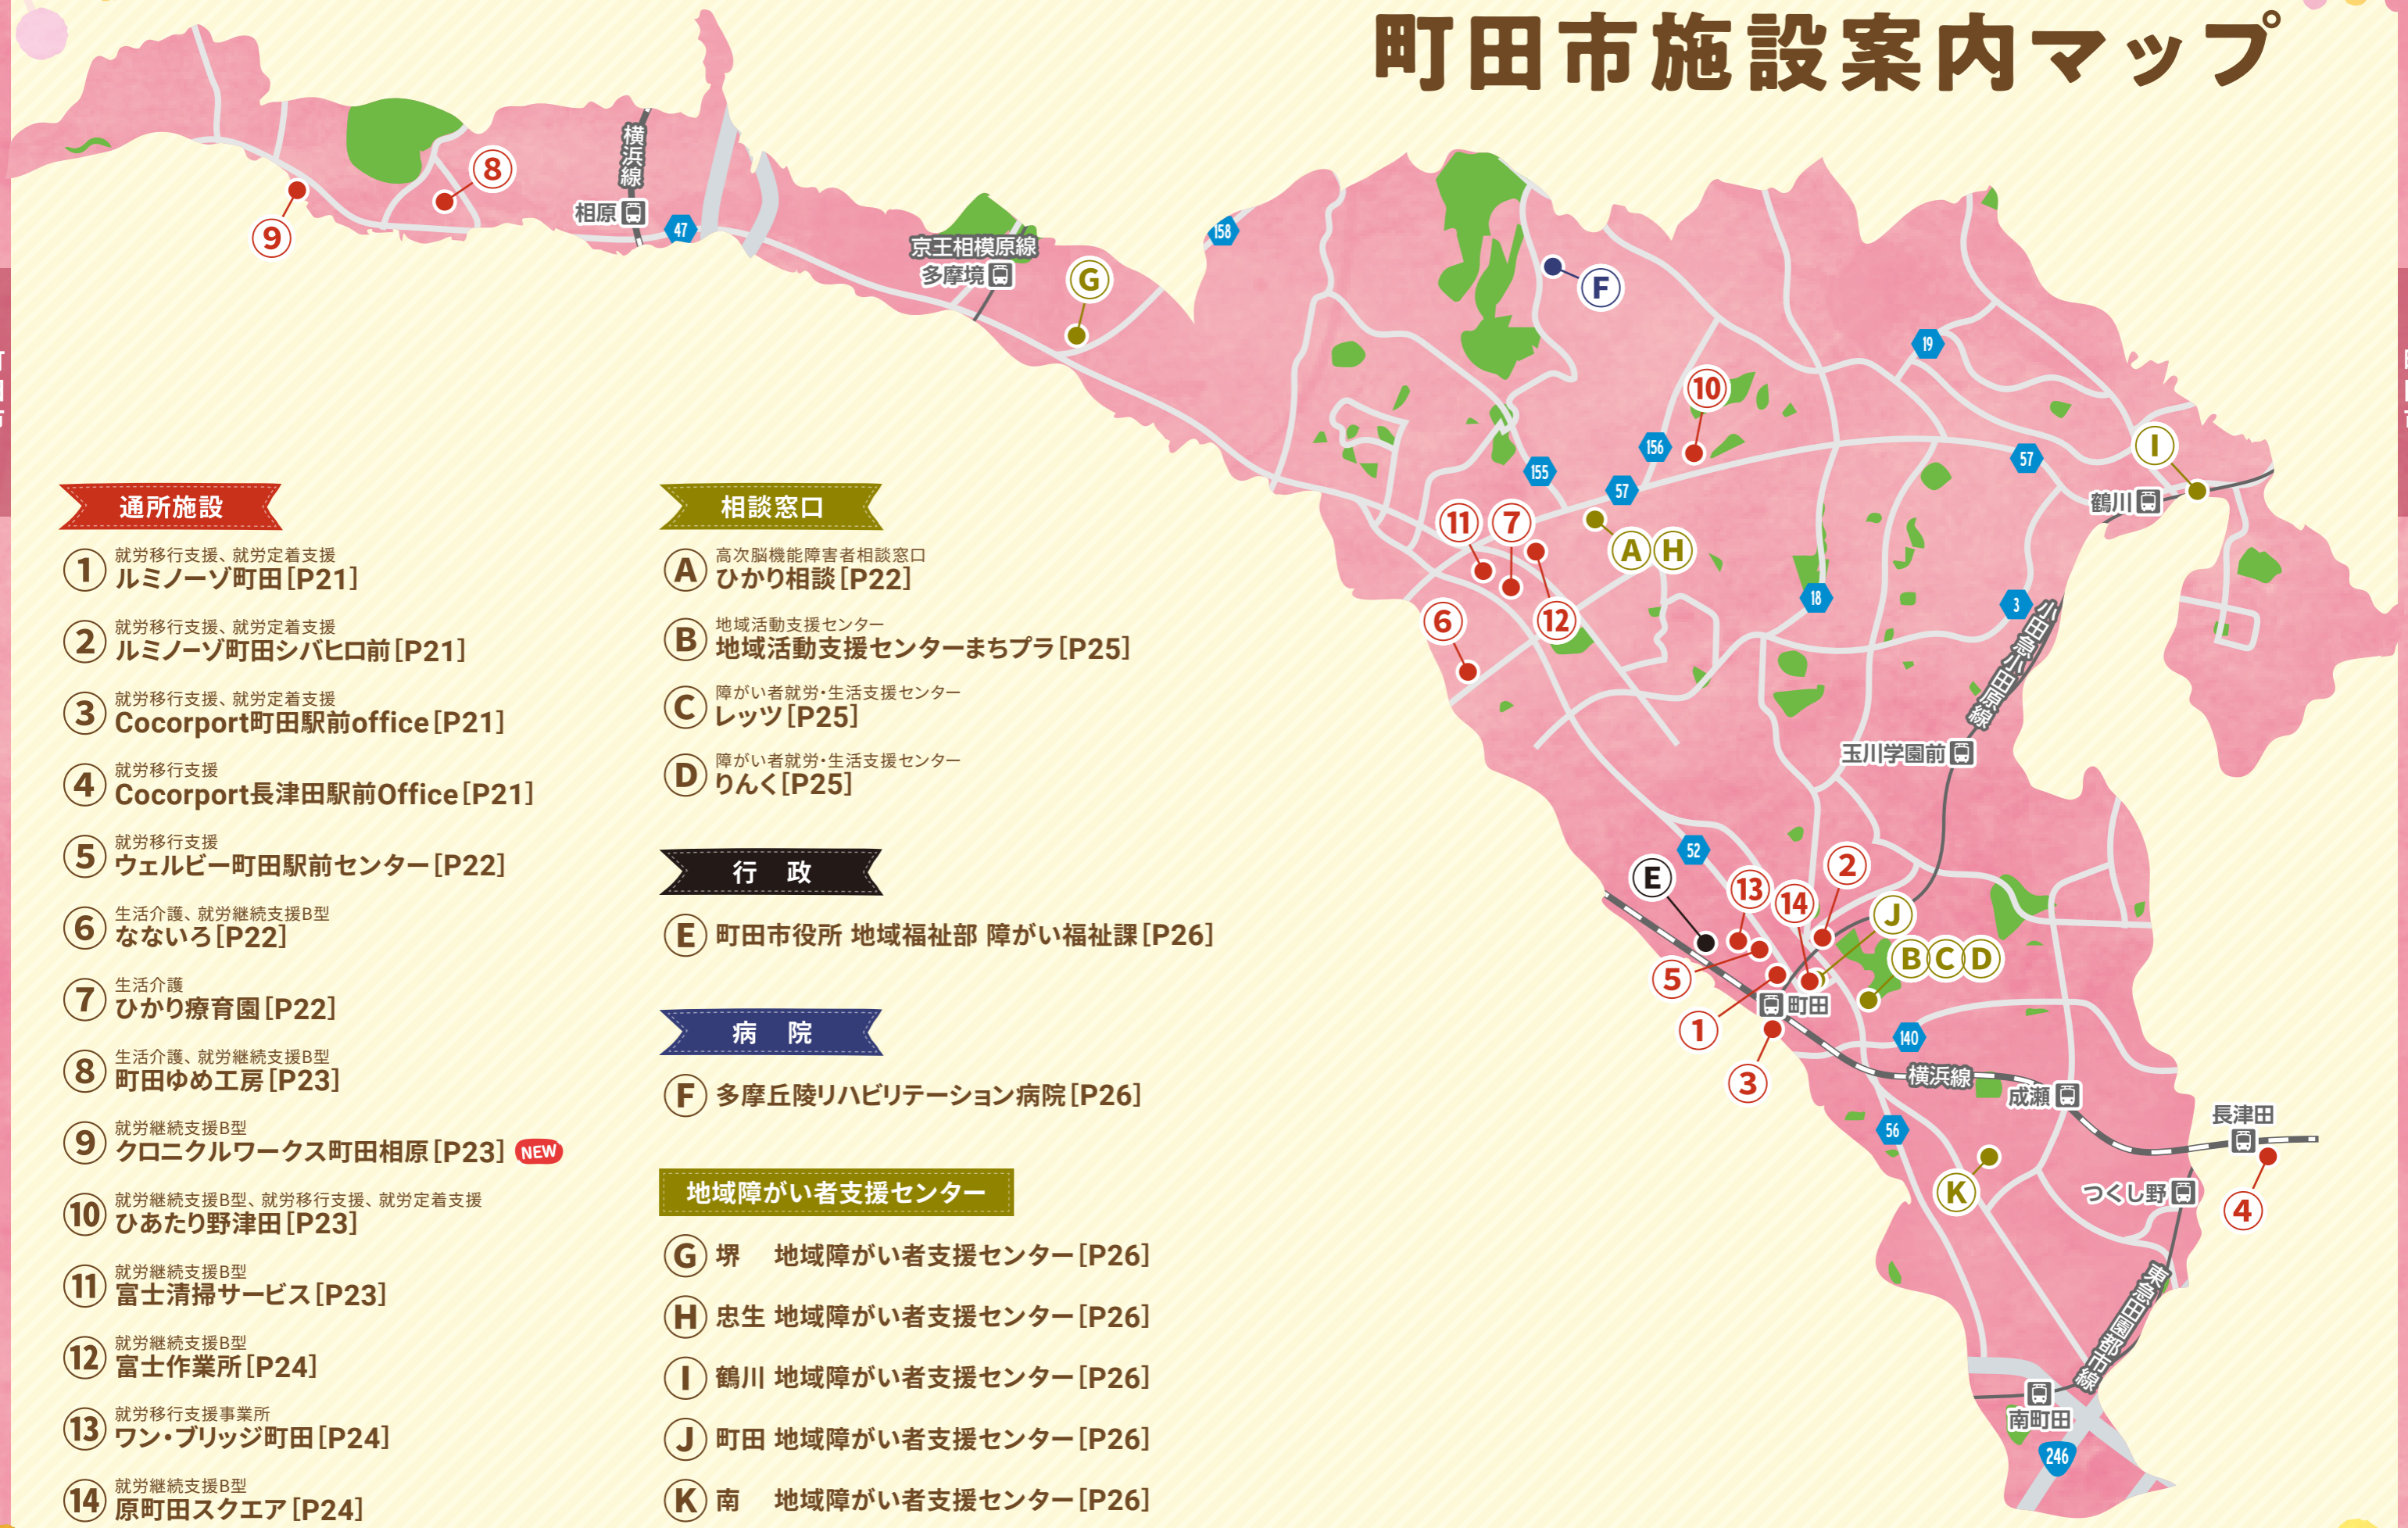 町田市施設案内マップ
横浜線
相原
47
京王相模原線
多摩境
G
8
9
158
F
19
10
156
155
57
57
I
鶴川
11
7
A H
12
6
18
3
小田急小田原線
玉川学園前
52
E
13
14
2
J
B C D
5
1
町田
3
140
横浜線
成瀬
長津田
56
K
つくし野
4
東急田園都市線
南町田
246
通所施設
1 就労移行支援、就労定着支援
ルミノーゾ町田[P21]
2 就労移行支援、就労定着支援
ルミノーゾ町田シバヒロ前[P21]
3 就労移行支援、就労定着支援
Cocorport町田駅前office[P21]
4 就労移行支援
Cocorport長津田駅前Office[P21]
5 就労移行支援
ウェルビー町田駅前センター[P22]
6 生活介護、就労継続支援B型
なないろ[P22]
7 生活介護
ひかり療育園[P22]
8 生活介護、就労継続支援B型
町田ゆめ工房[P23]
9 就労継続支援B型
クロニクルワークス町田相原[P23] NEW
10 就労継続支援B型、就労移行支援、就労定着支援
ひあたり野津田[P23]
11 就労継続支援B型
富士清掃サービス[P23]
12 就労継続支援B型
富士作業所[P24]
13 就労移行支援事業所
ワン・ブリッジ町田[P24]
14 就労継続支援B型
原町田スクエア[P24]
相談窓口
A 高次脳機能障害者相談窓口
ひかり相談[P22]
B 地域活動支援センター
地域活動支援センターまちプラ[P25]
C 障がい者就労・生活支援センター
レッツ[P25]
D 障がい者就労・生活支援センター
りんく[P25]
行 政
E 町田市役所 地域福祉部 障がい福祉課[P26]
病 院
F 多摩丘陵リハビリテーション病院[P26]
地域障がい者支援センター
G 堺 地域障がい者支援センター[P26]
H 忠生 地域障がい者支援センター[P26]
I 鶴川 地域障がい者支援センター[P26]
J 町田 地域障がい者支援センター[P26]
K 南 地域障がい者支援センター[P26]